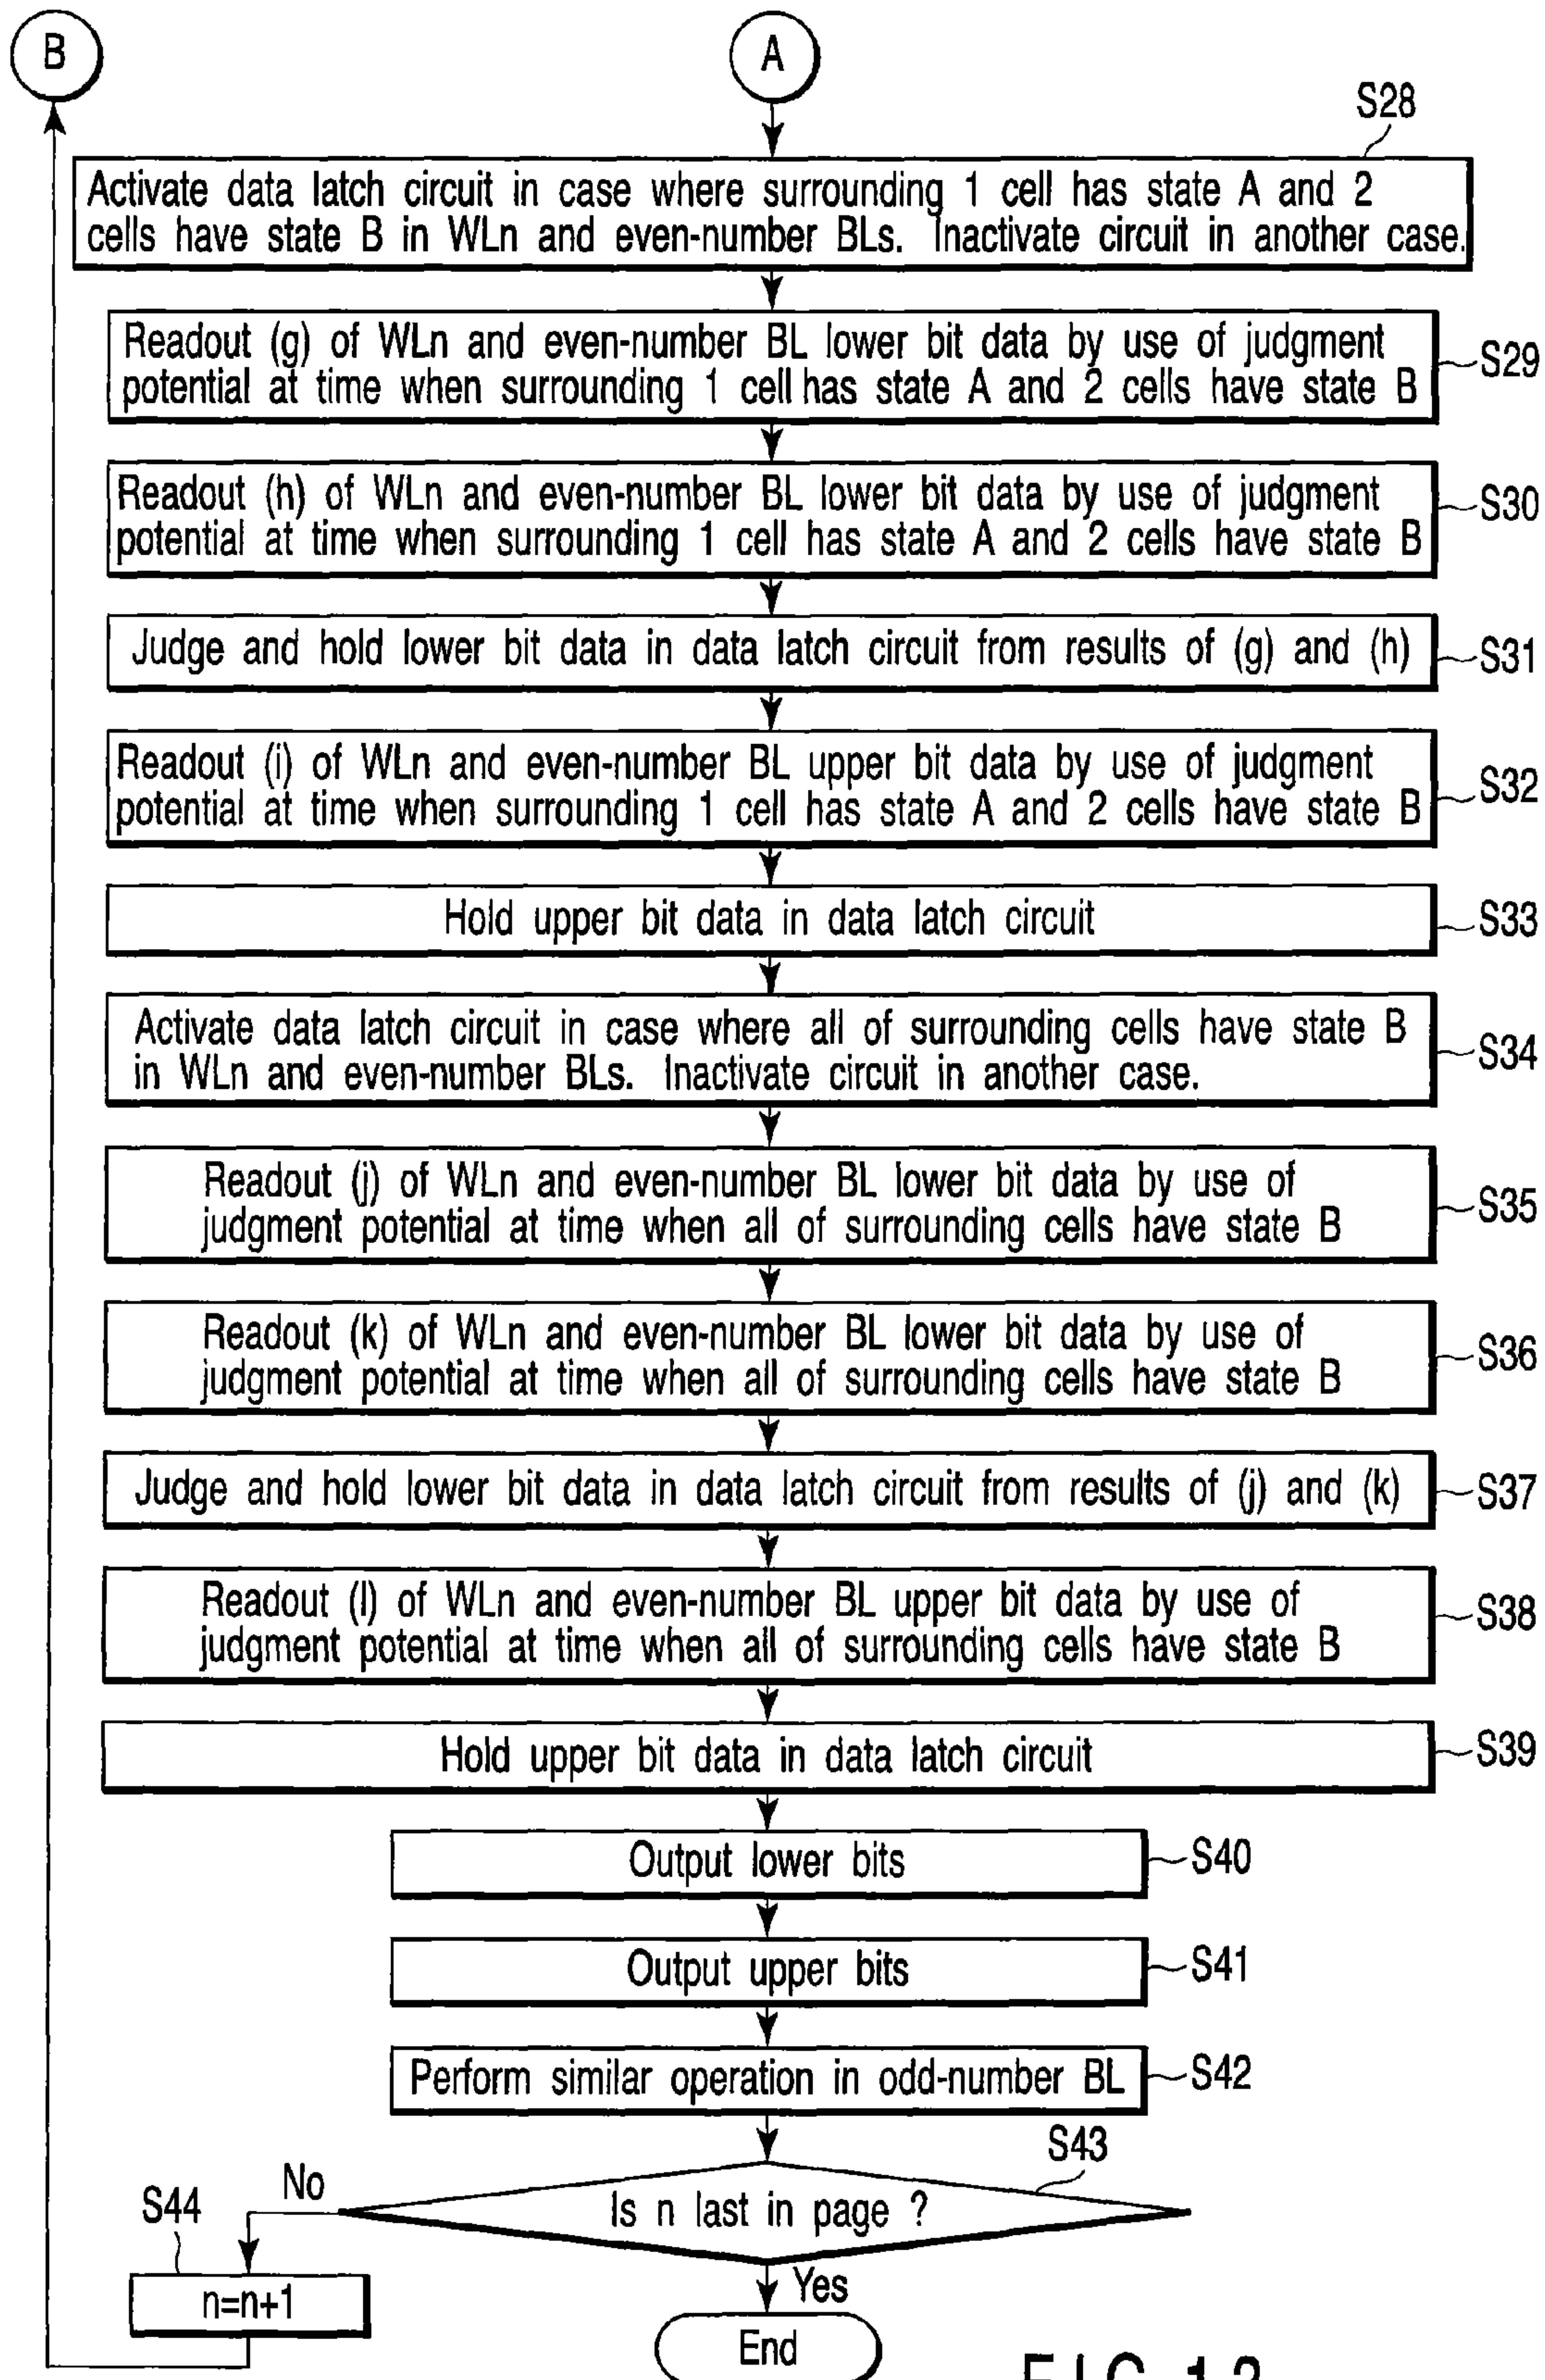 B
A
S28
Activate data latch circuit in case where surrounding 1 cell has state A and 2
cells have state B in WLn and even-number BLs. Inactivate circuit in another case.
Readout (g) of WLn and even-number BL lower bit data by use of judgment
potential at time when surrounding 1 cell has state A and 2 cells have state B
S29
Readout (h) of WLn and even-number BL lower bit data by use of judgment
potential at time when surrounding 1 cell has state A and 2 cells have state B
S30
Judge and hold lower bit data in data latch circuit from results of (g) and (h)
S31
Readout (i) of WLn and even-number BL upper bit data by use of judgment
potential at time when surrounding 1 cell has state A and 2 cells have state B
S32
Hold upper bit data in data latch circuit
S33
Activate data latch circuit in case where all of surrounding cells have state B
in WLn and even-number BLs. Inactivate circuit in another case.
S34
Readout (j) of WLn and even-number BL lower bit data by use of
judgment potential at time when all of surrounding cells have state B
S35
Readout (k) of WLn and even-number BL lower bit data by use of
judgment potential at time when all of surrounding cells have state B
S36
Judge and hold lower bit data in data latch circuit from results of (j) and (k)
S37
Readout (l) of WLn and even-number BL upper bit data by use of
judgment potential at time when all of surrounding cells have state B
S38
Hold upper bit data in data latch circuit
S39
Output lower bits
S40
Output upper bits
S41
Perform similar operation in odd-number BL
S42
S43
No
Is n last in page ?
S44
n=n+1
Yes
End
FIG. 12